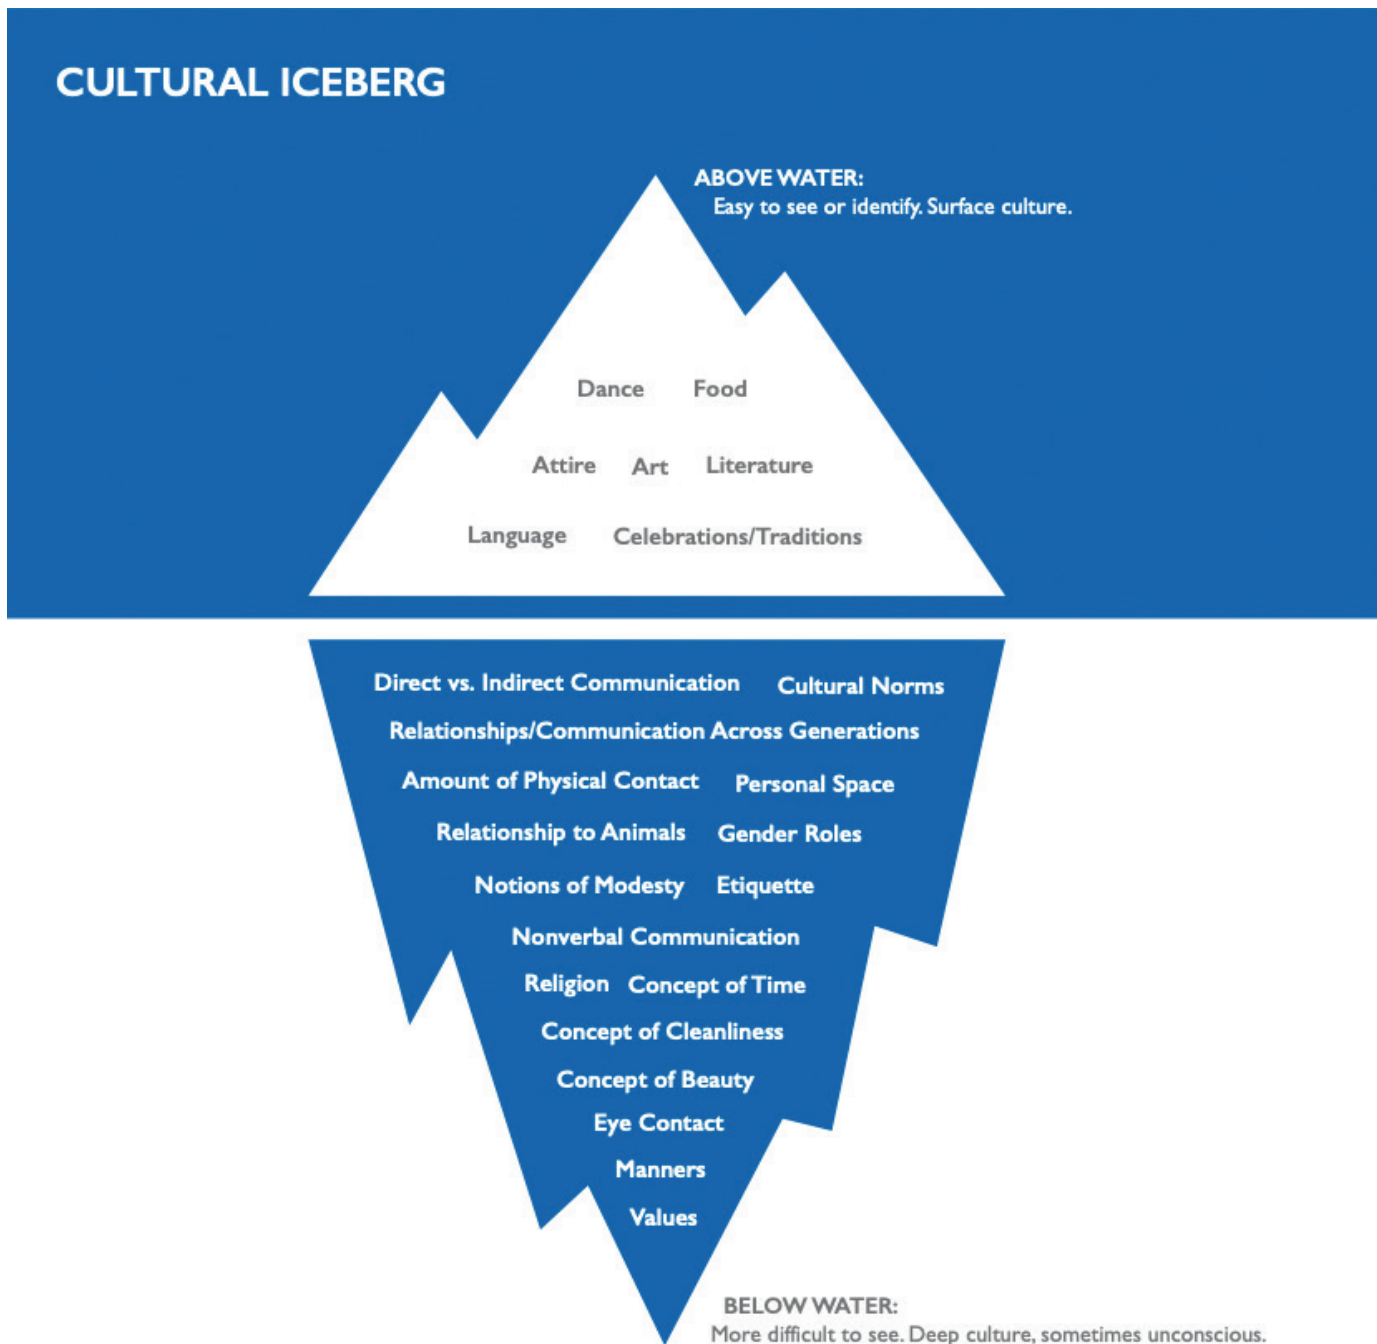 CULTURAL ICEBERG
ABOVE WATER:
Easy to see or identify. Surface culture.
Dance Food
Attire Art Literature
Language Celebrations/Traditions
Direct vs. Indirect Communication Cultural Norms
Relationships/Communication Across Generations
Amount of Physical Contact Personal Space
Relationship to Animals Gender Roles
Notions of Modesty Etiquette
Nonverbal Communication
Religion Concept of Time
Concept of Cleanliness
Concept of Beauty
Eye Contact
Manners
Values
BELOW WATER:
More difficult to see. Deep culture, sometimes unconscious.